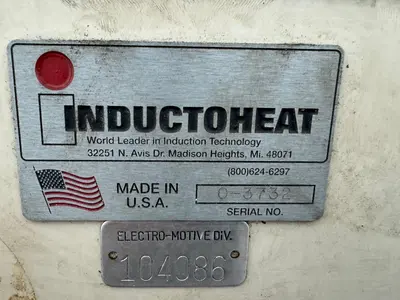 iNDUCTOHEAT
World Leader in Induction Technology
32251 N. Avis Dr. Madison Heights, Mi. 48071
(800)624-6297
MADE IN
U.S.A.
0-3732
SERIAL NO.
ELECTRO-MOTIVE DIV.
104086